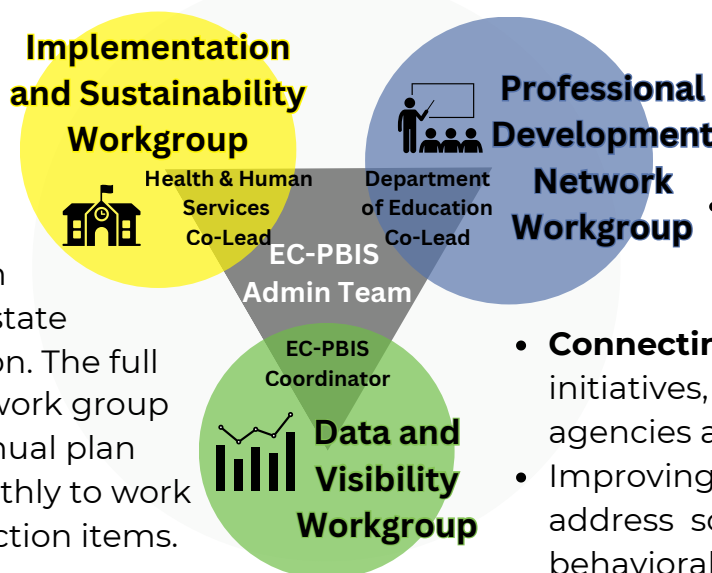 Implementation
and Sustainability
Workgroup
Professional
Development
Network
Workgroup
Health & Human
Services
Co-Lead
Department
of Education
Co-Lead
EC-PBIS
Admin Team
EC-PBIS
Coordinator
Data and
Visibility
Workgroup
state
on. The full
work group
nual plan
thly to work
ction items.
• Connectin
initiatives,
agencies a
• Improving
address so
behavioral